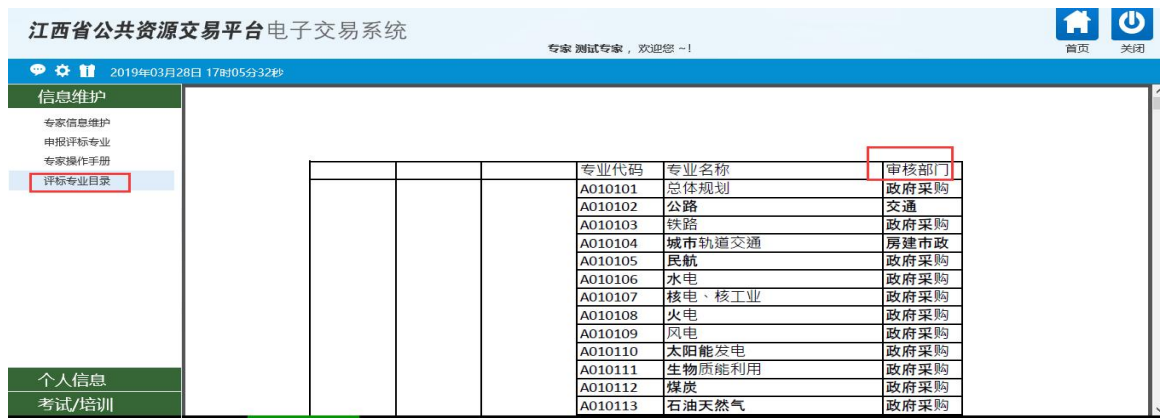 江西省公共资源交易平台电子交易系统
专家 测试专家，欢迎您 ~!
首页
关闭
2019年03月28日 17时05分32秒
信息维护
专家信息维护
申报评标专业
专家操作手册
评标专业目录
专业代码 专业名称 审核部门
A010101 总体规划 政府采购
A010102 公路 交通
A010103 铁路 政府采购
A010104 城市轨道交通 房建市政
A010105 民航 政府采购
A010106 水电 政府采购
A010107 核电、核工业 政府采购
A010108 火电 政府采购
A010109 风电 政府采购
A010110 太阳能发电 政府采购
A010111 生物质能利用 政府采购
A010112 煤炭 政府采购
A010113 石油天然气 政府采购
个人信息
考试/培训